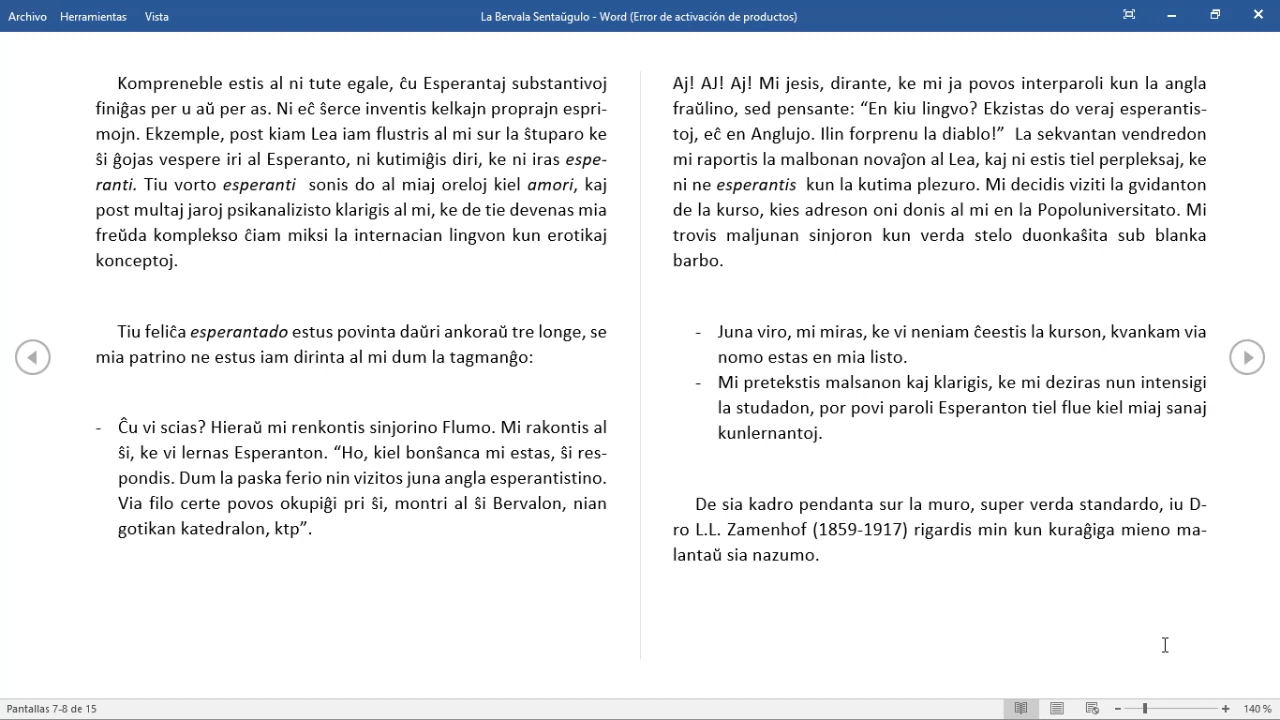 Archivo Herramientas Vista La Bervala Sentaŭgulo - Word (Error de activación de productos)
Kompreneble estis al ni tute egale, ĉu Esperantaj substantivoj
finiĝas per u aŭ per as. Ni eĉ ŝerce inventis kelkajn proprajn espri-
mojn. Ekzemple, post kiam Lea iam flustris al mi sur la ŝtuparo ke
ŝi ĝojas vespere iri al Esperanto, ni kutimiĝis diri, ke ni iras espe-
ranti. Tiu vorto esperanti sonis do al miaj oreloj kiel amori, kaj
post multaj jaroj psikanalizisto klarigis al mi, ke de tie devenas mia
freŭda komplekso ĉiam miksi la internacian lingvon kun erotikaj
konceptoj.
Tiu feliĉa esperantado estus povinta daŭri ankoraŭ tre longe, se
mia patrino ne estus iam dirinta al mi dum la tagmanĝo:
- Ĉu vi scias? Hieraŭ mi renkontis sinjorino Flumo. Mi rakontis al
ŝi, ke vi lernas Esperanton. “Ho, kiel bonŝanca mi estas, ŝi res-
pondis. Dum la paska ferio nin vizitos juna angla esperantistino.
Via filo certe povos okupiĝi pri ŝi, montri al ŝi Bervalon, nian
gotikan katedralon, ktp”.
Aj! AJ! Aj! Mi jesis, dirante, ke mi ja povos interparoli kun la angla
fraŭlino, sed pensante: “En kiu lingvo? Ekzistas do veraj esperantis-
toj, eĉ en Anglujo. Ilin forprenu la diablo!” La sekvantan vendredon
mi raportis la malbonan novaĵon al Lea, kaj ni estis tiel perpleksaj, ke
ni ne esperantis kun la kutima plezuro. Mi decidis viziti la gvidanton
de la kurso, kies adreson oni donis al mi en la Popoluniversitato. Mi
trovis maljunan sinjoron kun verda stelo duonkaŝita sub blanka
barbo.
- Juna viro, mi miras, ke vi neniam ĉeestis la kurson, kvankam via
nomo estas en mia listo.
- Mi pretekstis malsanon kaj klarigis, ke mi deziras nun intensigi
la studadon, por povi paroli Esperanton tiel flue kiel miaj sanaj
kunlernantoj.
De sia kadro pendanta sur la muro, super verda standardo, iu D-
ro L.L. Zamenhof (1859-1917) rigardis min kun kuraĝiga mieno ma-
lantaŭ sia nazumo.
Pantallas 7-8 de 15 140 %